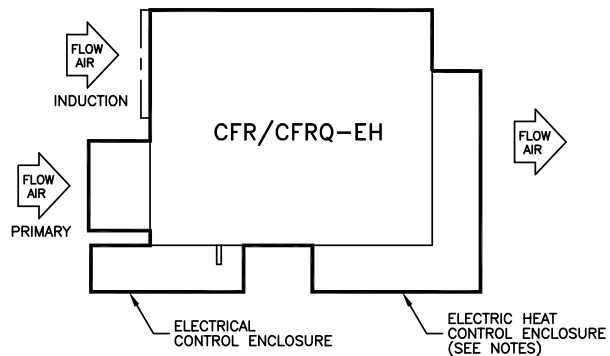 FLOW
AIR
INDUCTION
CFR/CFRQ-EH
FLOW
AIR
FLOW
AIR
PRIMARY
ELECTRICAL
CONTROL ENCLOSURE
ELECTRIC HEAT
CONTROL ENCLOSURE
(SEE NOTES)